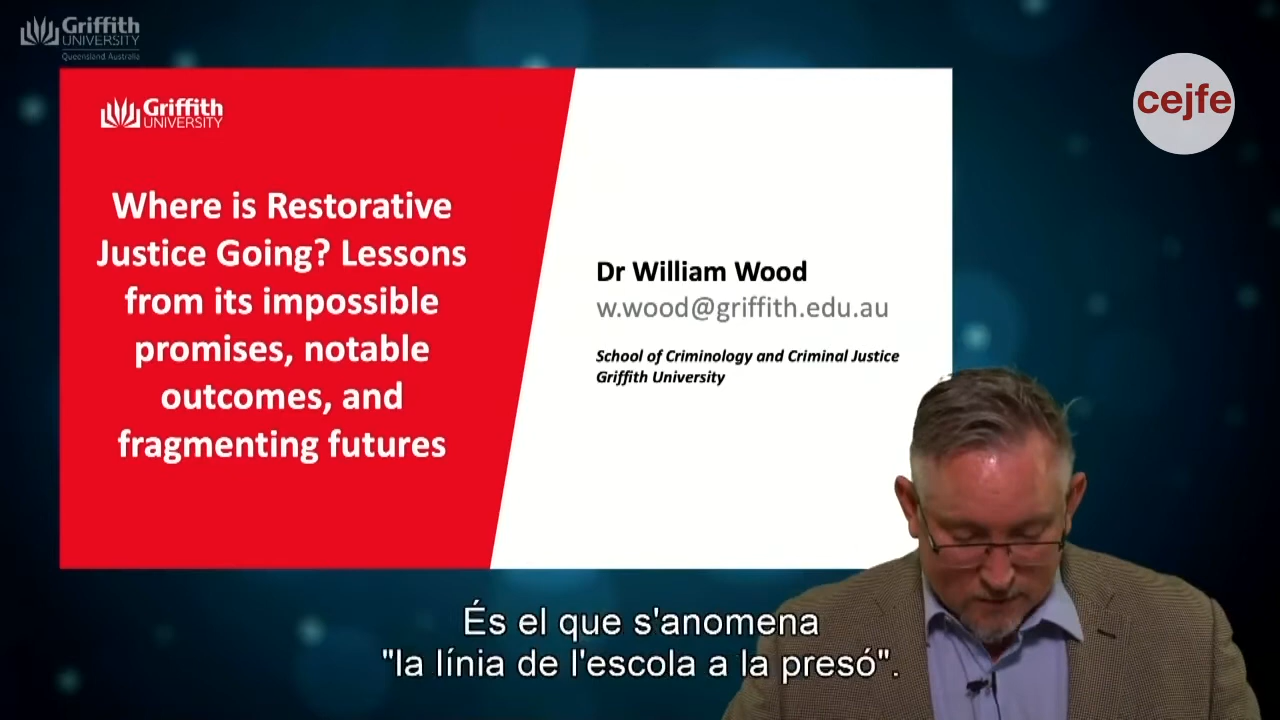 Griffith
UNIVERSITY
Queensland Australia
cejfe
Griffith
UNIVERSITY
Where is Restorative
Justice Going? Lessons
from its impossible
promises, notable
outcomes, and
fragmenting futures
Dr William Wood
w.wood@griffith.edu.au
School of Criminology and Criminal Justice
Griffith University
És el que s'anomena
"la línia de l'escola a la presó".